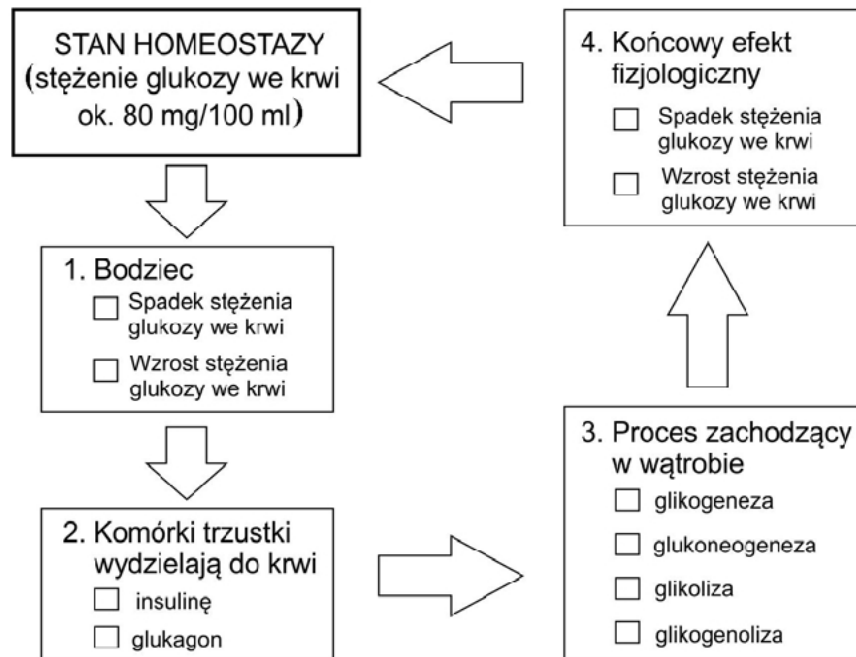 STAN HOMEOSTAZY
(stężenie glukozy we krwi
ok. 80 mg/100 ml)
1. Bodziec
Spadek stężenia
glukozy we krwi
Wzrost stężenia
glukozy we krwi
2. Komórki trzustki
wydzielają do krwi
insulinę
glukagon
3. Proces zachodzący
w wątrobie
glikogeneza
glukoneogeneza
glikoliza
glikogenoliza
4. Końcowy efekt
fizjologiczny
Spadek stężenia
glukozy we krwi
Wzrost stężenia
glukozy we krwi